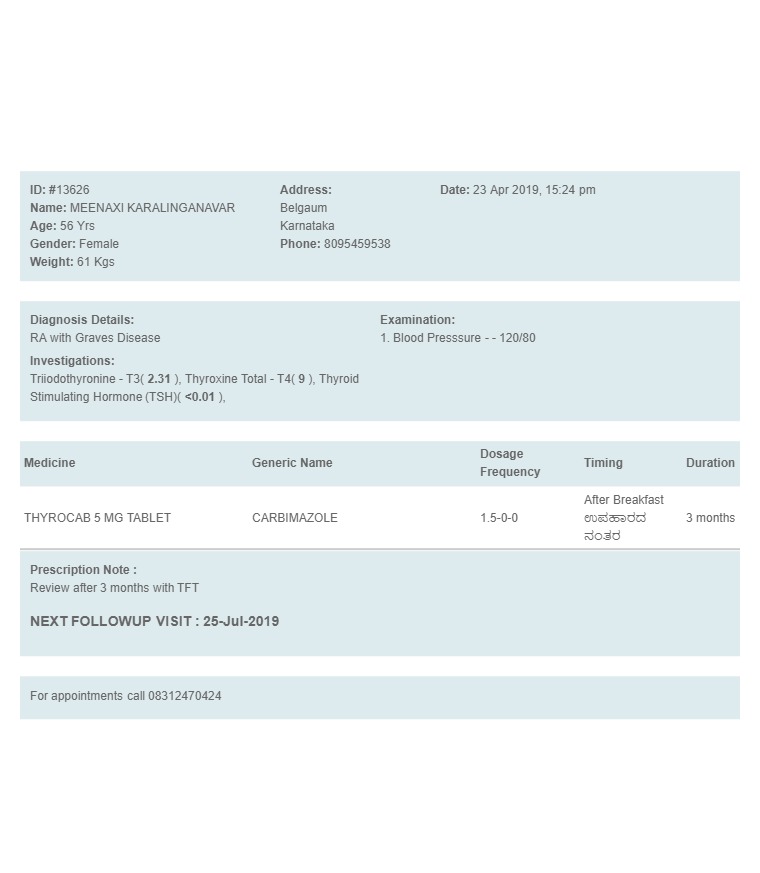 ID: #13626
Name: MEENAXI KARALINGANAVAR
Age: 56 Yrs
Gender: Female
Weight: 61 Kgs
Address:
Belgaum
Karnataka
Phone: 8095459538
Date: 23 Apr 2019, 15:24 pm
Diagnosis Details:
RA with Graves Disease
Examination:
1. Blood Presssure - - 120/80
Investigations:
Triiodothyronine - T3( 2.31 ), Thyroxine Total - T4( 9 ), Thyroid
Stimulating Hormone (TSH)( <0.01 ),
Medicine
Generic Name
Dosage
Frequency
Timing
Duration
THYROCAB 5 MG TABLET
CARBIMAZOLE
1.5-0-0
After Breakfast
ಉಪಹಾರದ
ನಂತರ
3 months
Prescription Note :
Review after 3 months with TFT
NEXT FOLLOWUP VISIT : 25-Jul-2019
For appointments call 08312470424